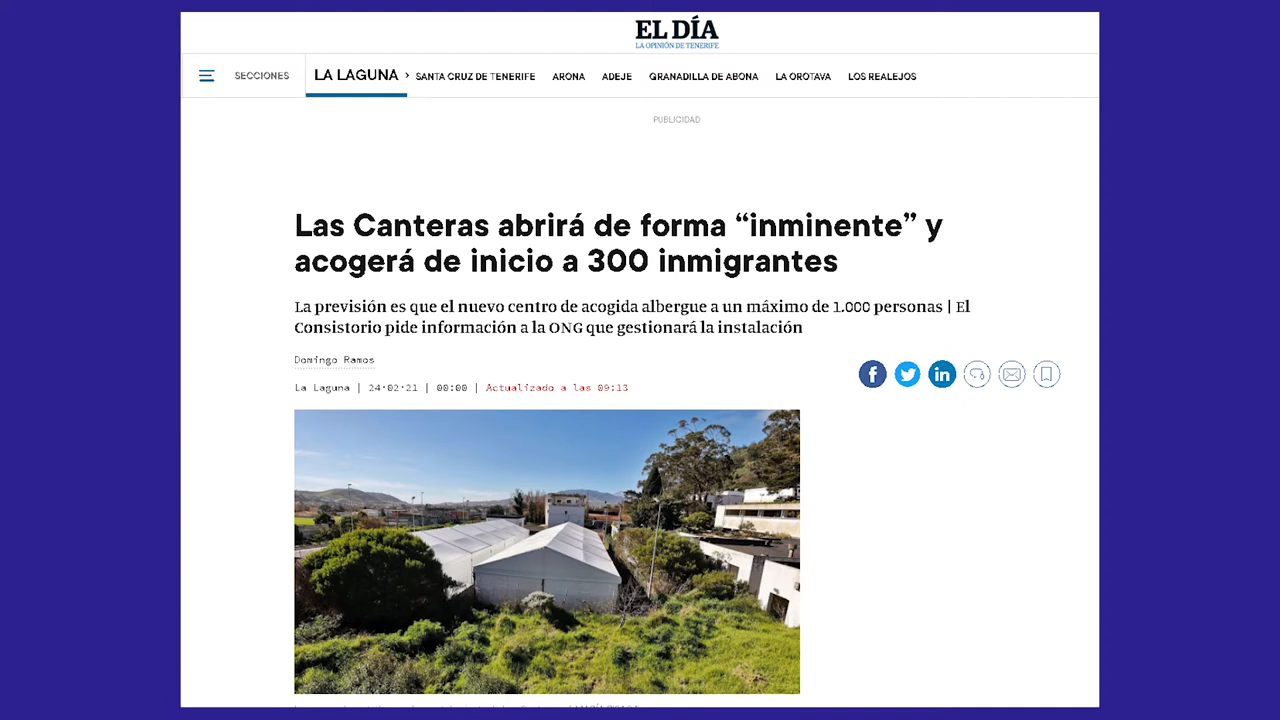 EL DÍA
LA OPINIÓN DE TENERIFE
SECCIONES
LA LAGUNA > SANTA CRUZ DE TENERIFE ARONA ADEJE GRANADILLA DE ABONA LA OROTAVA LOS REALEJOS
PUBLICIDAD
Las Canteras abrirá de forma “inminente” y
acogerá de inicio a 300 inmigrantes
La previsión es que el nuevo centro de acogida albergue a un máximo de 1.000 personas | El
Consistorio pide información a la ONG que gestionará la instalación
Domingo Ramos
La Laguna | 24·02·21 | 00:00 | Actualizado a las 09:13